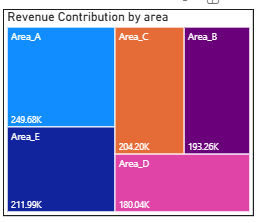 Revenue Contribution by area
Area_A
249.68K
Area_C
204.20K
Area_B
193.26K
Area_E
211.99K
Area_D
180.04K